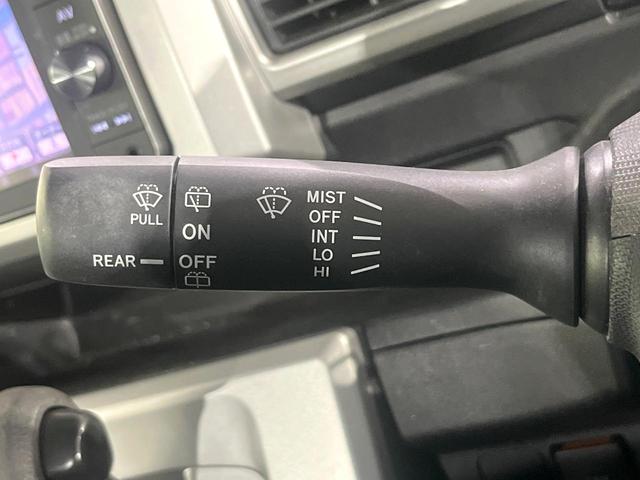 AV
PULL
REAR
ON
OFF
MIST
OFF
INT
LO
HI